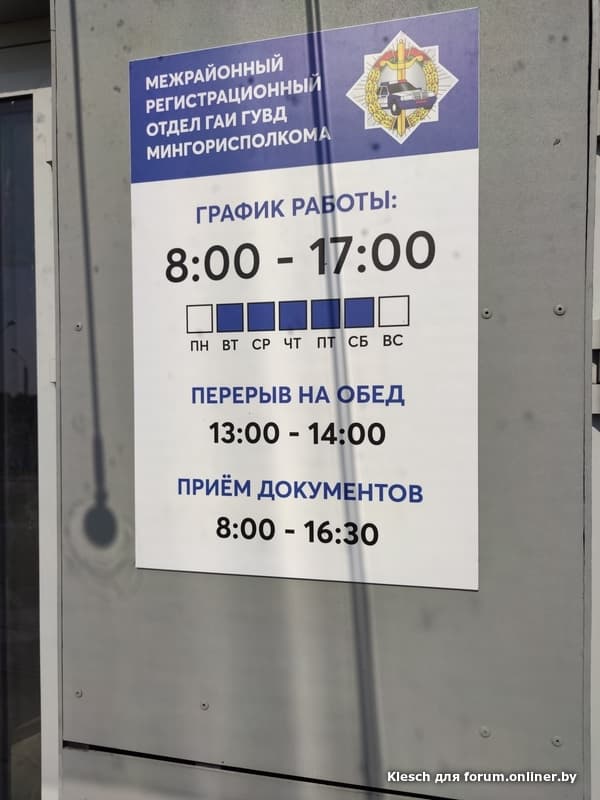 МЕЖРАЙОННЫЙ
РЕГИСТРАЦИОННЫЙ
ОТДЕЛ ГАИ ГУВД
МИНГОРИСПОЛКОМА
ГРАФИК РАБОТЫ:
8:00 - 17:00
ПН ВТ СР ЧТ ПТ СБ ВС
ПЕРЕРЫВ НА ОБЕД
13:00 - 14:00
ПРИЁМ ДОКУМЕНТОВ
8:00 - 16:30
Klesch для forum.onliner.by